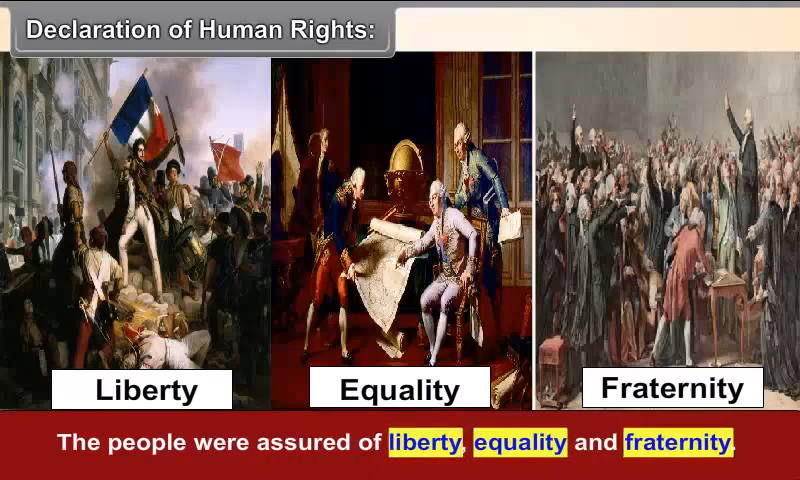 Declaration of Human Rights:
Liberty
Equality
Fraternity
The people were assured of liberty, equality and fraternity.